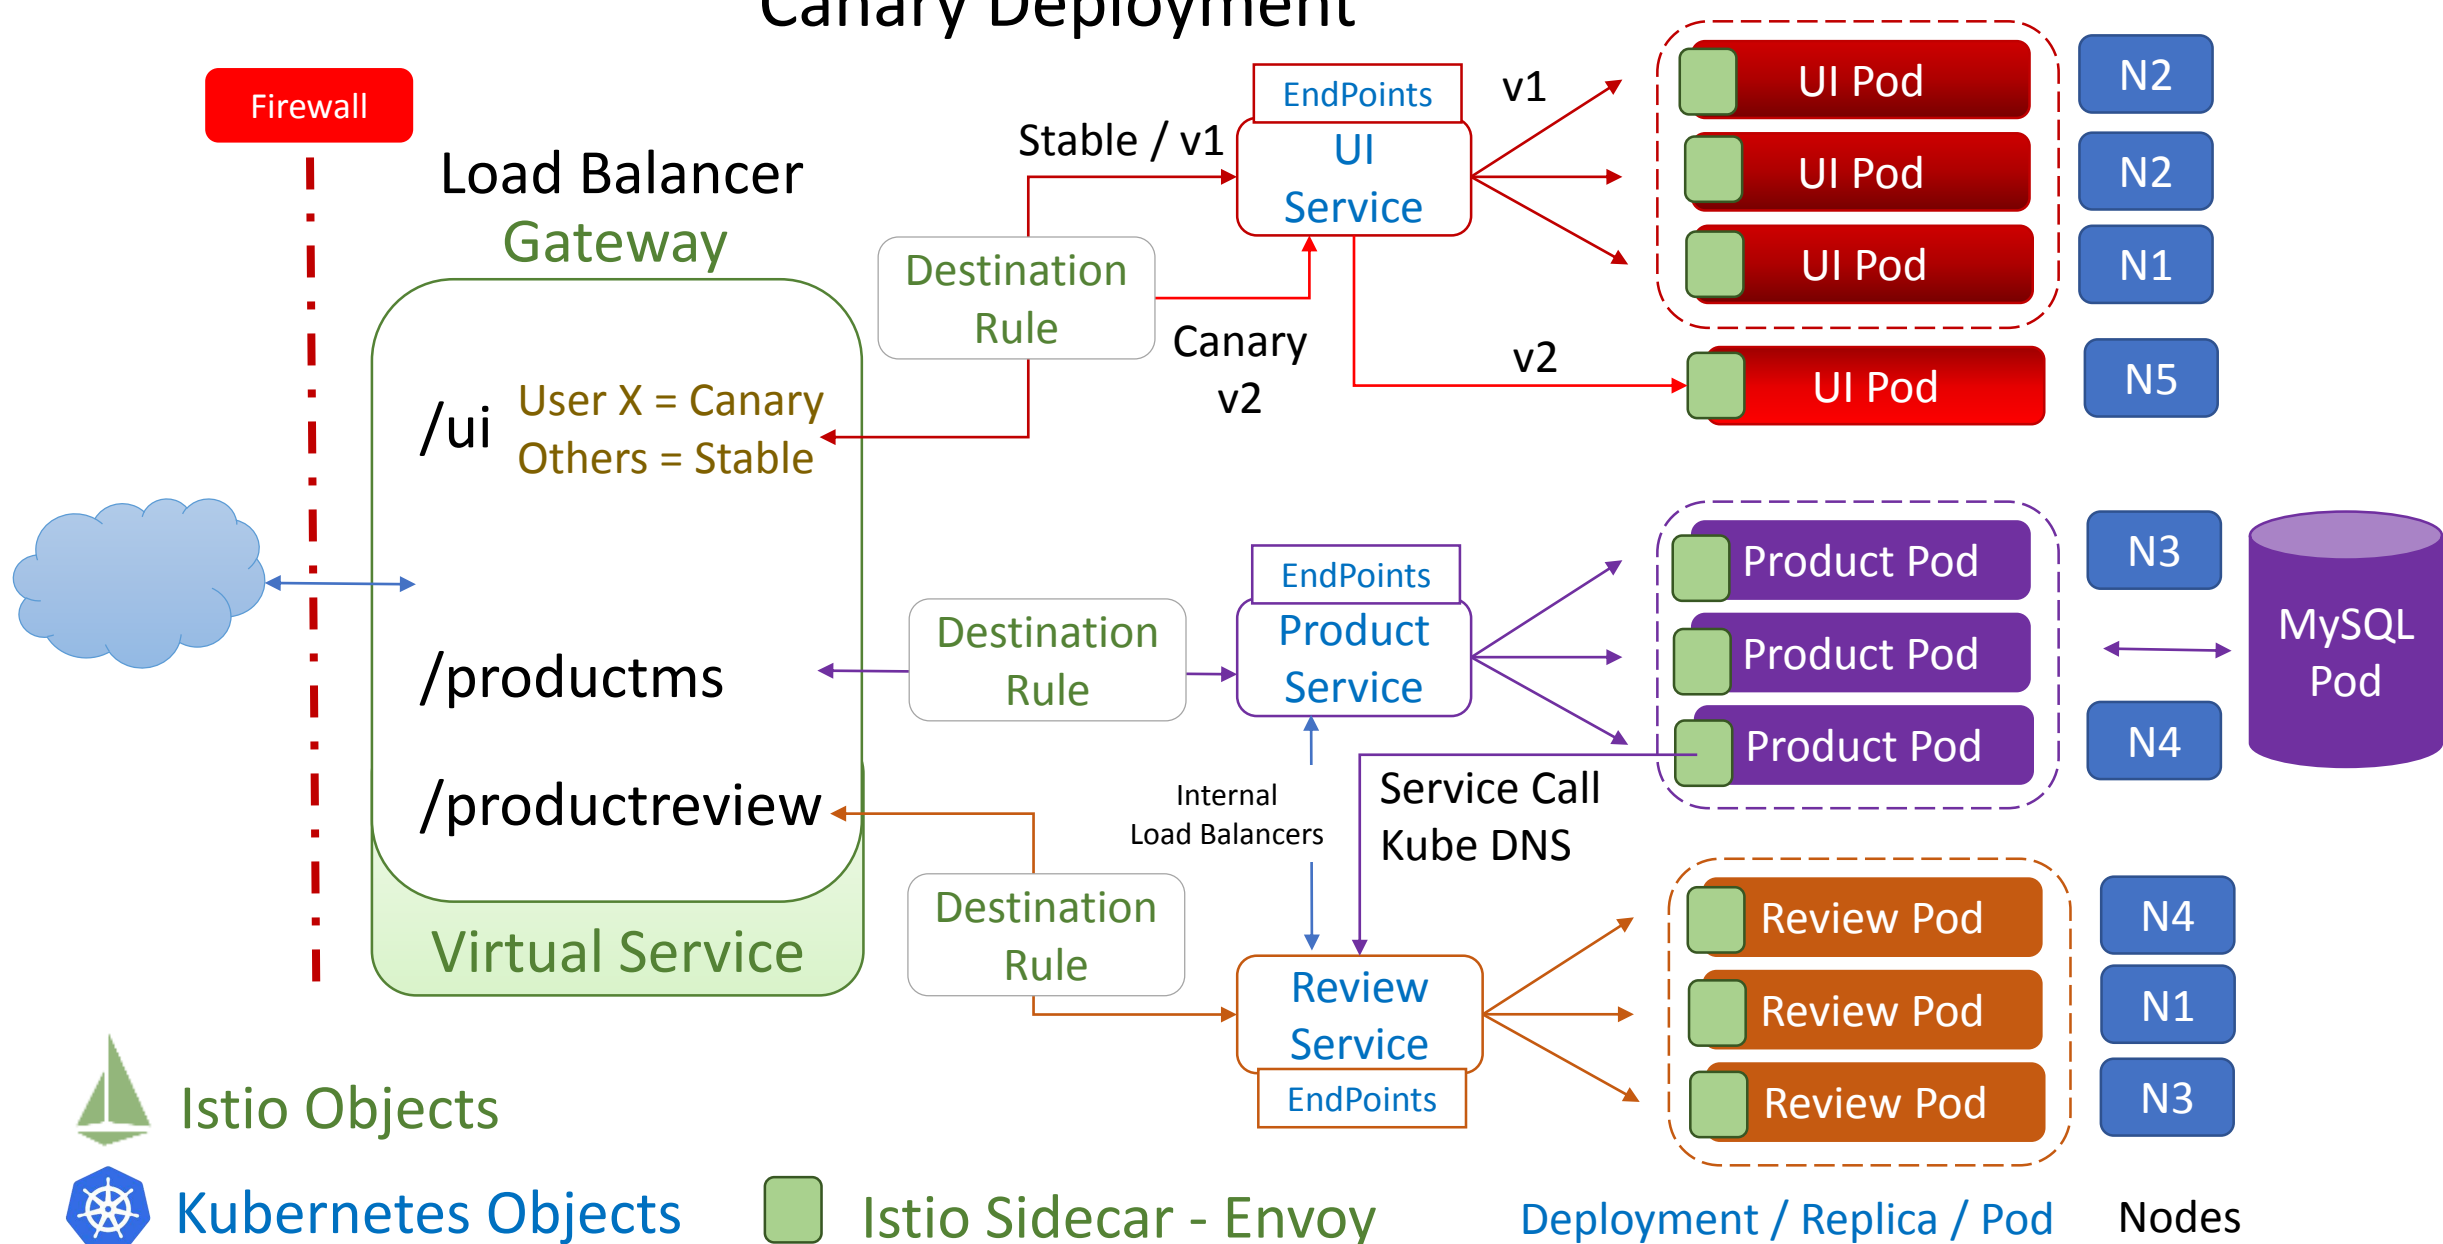 Canary Deployment
Firewall
Load Balancer
Gateway
/ui
User X = Canary
Others = Stable
/productms
/productreview
Virtual Service
Destination
Rule
Stable / v1
Canary
v2
EndPoints
UI
Service
v1
v2
UI Pod
N2
UI Pod
N2
UI Pod
N1
UI Pod
N5
Destination
Rule
EndPoints
Product
Service
Product Pod
N3
Product Pod
Product Pod
N4
MySQL
Pod
Internal
Load Balancers
Service Call
Kube DNS
Destination
Rule
Review
Service
EndPoints
Review Pod
N4
Review Pod
N1
Review Pod
N3
Istio Objects
Kubernetes Objects
Istio Sidecar - Envoy
Deployment / Replica / Pod
Nodes